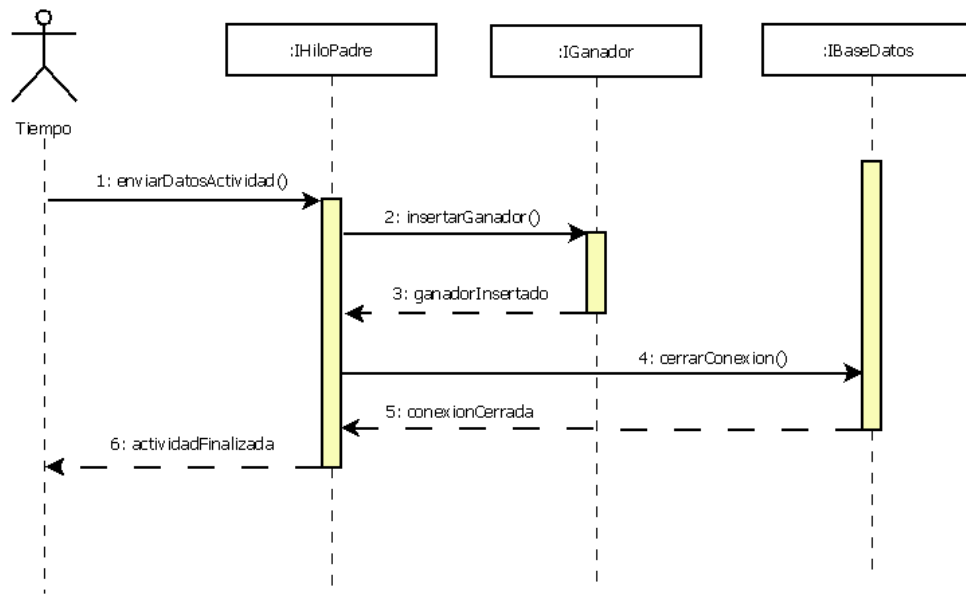 :IHiloPadre
:IGanador
:IBaseDatos
Tiempo
1: enviarDatosActividad()
2: insertarGanador()
3: ganadorInsertado
4: cerrarConexion()
5: conexionCerrada
6: actividadFinalizada